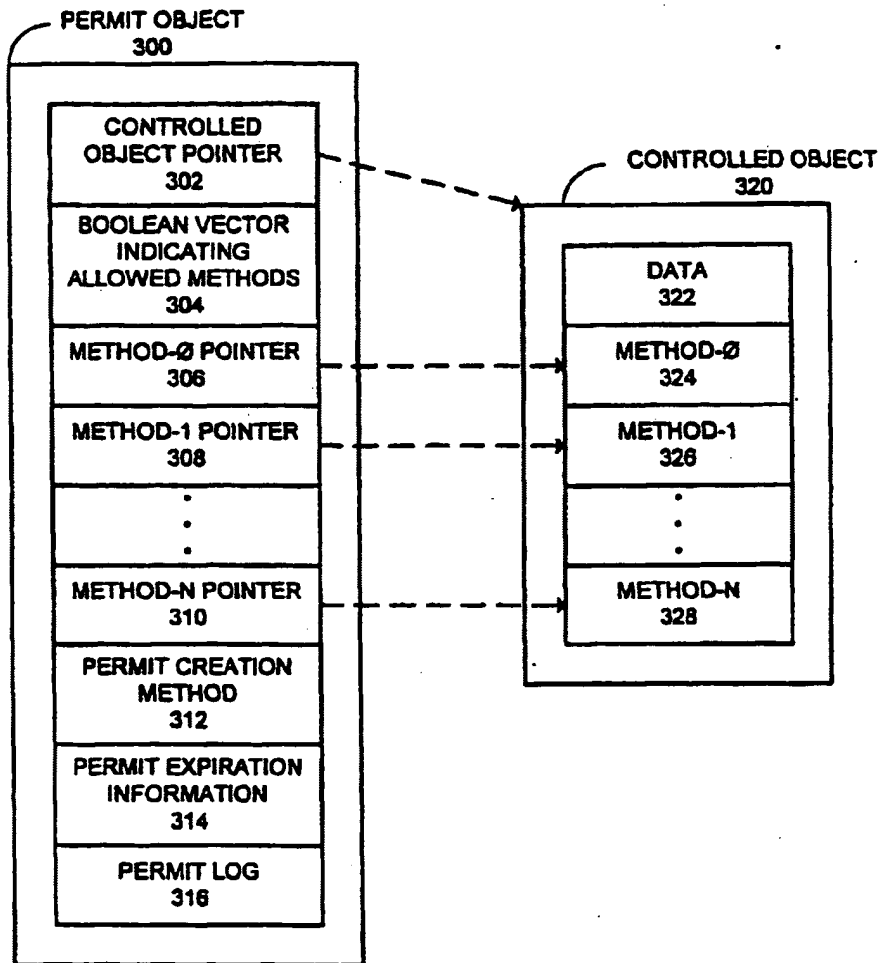 PERMIT OBJECT
300
CONTROLLED
OBJECT POINTER
302
BOOLEAN VECTOR
INDICATING
ALLOWED METHODS
304
METHOD-Ø POINTER
306
METHOD-1 POINTER
308
METHOD-N POINTER
310
PERMIT CREATION
METHOD
312
PERMIT EXPIRATION
INFORMATION
314
PERMIT LOG
316
CONTROLLED OBJECT
320
DATA
322
METHOD-Ø
324
METHOD-1
326
METHOD-N
328